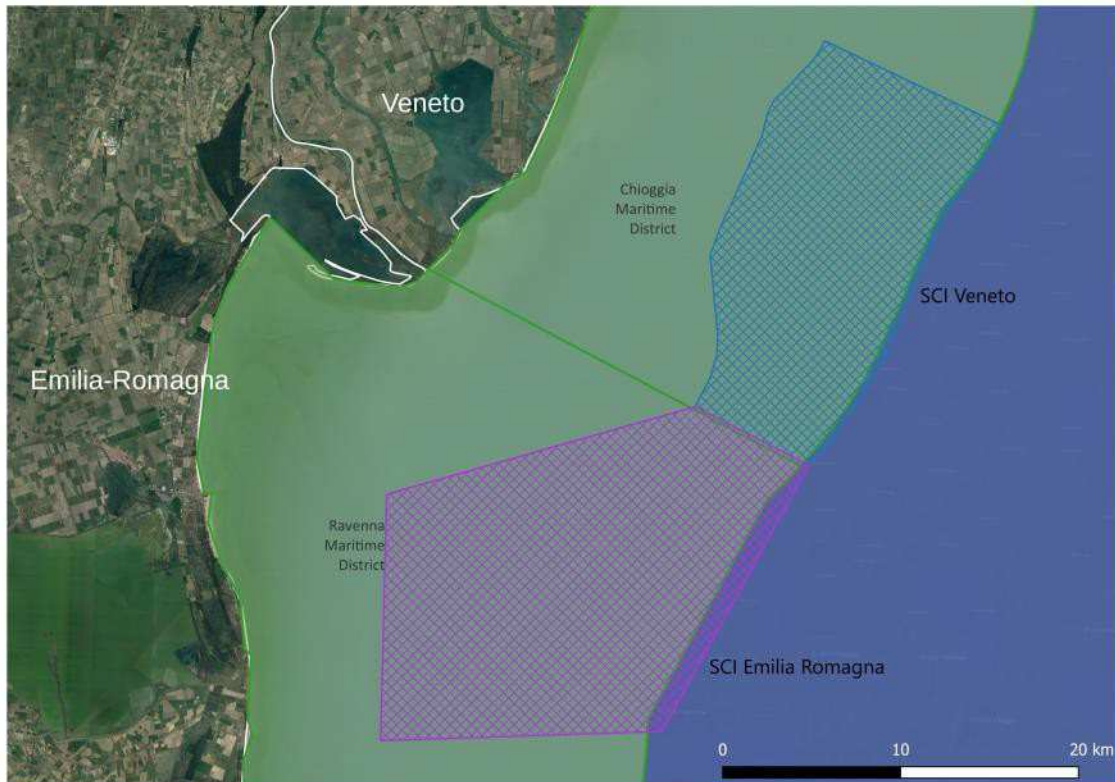 Veneto
Chioggia
Maritime
District
SCI Veneto
Emilia-Romagna
Ravenna
Maritime
District
SCI Emilia Romagna
0 10 20 km